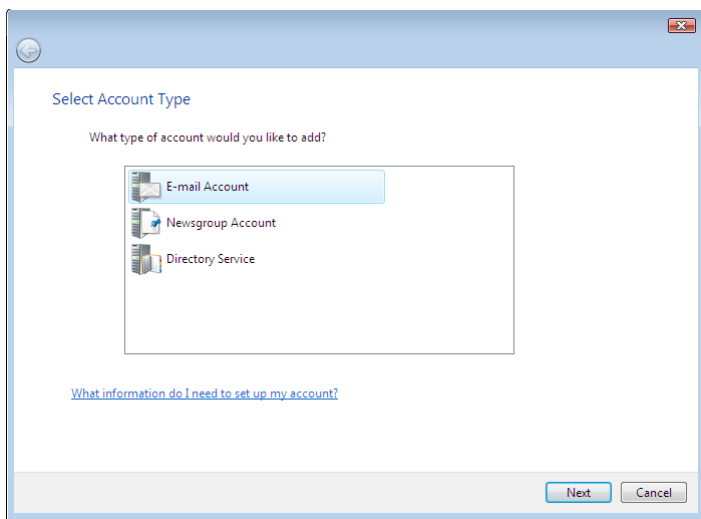 Select Account Type
What type of account would you like to add?
E-mail Account
Newsgroup Account
Directory Service
What information do I need to set up my account?
Next
Cancel